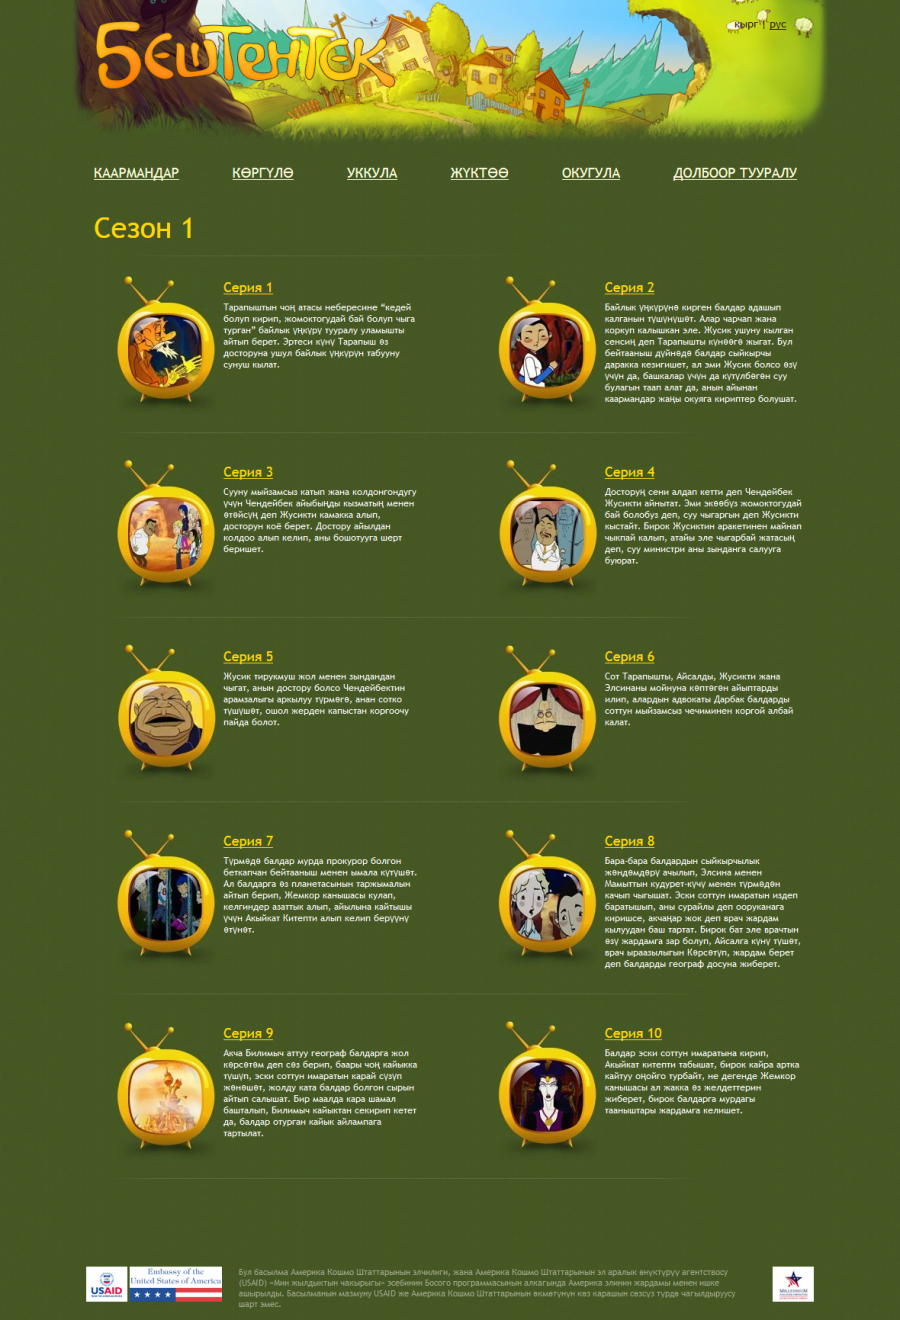 5ешТенТек
кырг | рус
КААРМАНДАР КӨРГҮЛӨ УККУЛА ЖҮКТӨӨ ОКУГУЛА ДОЛБООР ТУУРАЛУ
Сезон 1
Серия 1
Тарапыштын чоң атасы небересине “кедей
болуп кирип, жомоктогудай бай болуп чыга
турган” байлык үңкүрү тууралу уламышты
айтып берет. Эртеси күнү Тарапыш өз
досторуна ушул байлык үңкүрүн табууну
сунуш кылат.
Серия 2
Байлык үңкүрүнө кирген балдар адашып
калганын түшүнүшөт. Алар чарчап жана
коркуп калышкан эле. Жусик ушуну кылган
сенсиң деп Тарапышты күнөөгө жыгат. Бул
бейтааныш дүйнөдө балдар сыйкырчы
даракка кезигишет, ал эми Жусик болсо өзү
үчүн да, башкалар үчүн да күтүлбөгөн суу
булагын таап алат да, анын айынан
каармандар жаңы окуяга кириптер болушат.
Серия 3
Сууну мыйзамсыз катып жана колдонгондугу
үчүн Чендейбек айыбыңды кызматың менен
өтөйсүң деп Жусикти камакка алып,
досторун коё берет. Достору айылдан
колдоо алып келип, аны бошотууга шерт
беришет.
Серия 4
Досторуң сени алдап кетти деп Чендейбек
Жусикти айнытат. Эми экөөбүз жомоктогудай
бай болобуз деп, суу чыгаргын деп Жусикти
кыстайт. Бирок Жусиктин аракетинен майнап
чыкпай калып, атайы эле чыгарбай жатасың
деп, суу министри аны зынданга салууга
буюрат.
Серия 5
Жусик тирукмуш жол менен зындандан
чыгат, анын достору болсо Чендейбектин
арамзалыгы аркылуу түрмөгө, анан сотко
түшүшөт, ошол жерден капыстан коргоочу
пайда болот.
Серия 6
Сот Тарапышты, Айсалды, Жусикти жана
Элсинаны мойнуна көптөгөн айыптарды
илип, алардын адвокаты Дарбак балдарды
соттун мыйзамсыз чечиминен коргой албай
калат.
Серия 7
Түрмөдө балдар мурда прокурор болгон
беткапчан бейтааныш менен ымала күтүшөт.
Ал балдарга өз планетасынын таржымалын
айтып берип, Жемкор канышасы кулап,
келгиндер азаттык алып, айылына кайтышы
үчүн Акыйкат Китепти алып келип берүүнү
өтүнөт.
Серия 8
Бара-бара балдардын сыйкырчылык
жөндөмдөрү ачылып, Элсина менен
Мамыттын кудурет-күчү менен түрмөдөн
качып чыгышат. Эски соттун имаратын издеп
баратышып, аны сурайлы деп ооруканага
киришсе, акчаңар жок деп врач жардам
кылуудан баш тартат. Бирок бат эле врачтын
өзү жардамга зар болуп, Айсалга күнү түшөт,
врач ыраазылыгын Көрсөтүп, жардам берет
деп балдарды географ досуна жиберет.
Серия 9
Акча Билимыч аттуу географ балдарга жол
көрсөтөм деп сөз берип, баары чоң кайыкка
түшүп, эски соттун имаратын карай сүзүп
жөнөшөт, жолду ката балдар болгон сырын
айтып салышат. Бир маалда кара шамал
башталып, Билимыч кайыктан секирип кетет
да, балдар отурган кайык айлампага
тартылат.
Серия 10
Балдар эски соттун имаратына кирип,
Акыйкат китепти табышат, бирок кайра артка
кайтуу оңойго турбайт, не дегенде Жемкор
канышасы ал жакка өз желдеттерин
жиберет, бирок балдарга мурдагы
тааныштары жардамга келишет.
USAID
Embassy of the
United States of America
Бул басылма Америка Кошмо Штаттарынын элчилиги, жана Америка Кошмо Штаттарынын эл аралык өнүктүрүү агентствосу
(USAID) «Мин жылдыктын чакырыгы» эсебинин Босого программасынын алкагында Америка элинин жардамы менен ишке
ашырылды. Басылманын мазмуну USAID же Америка Кошмо Штаттарынын өкмөтүнүн көз карашын сөзсүз түрдө чагылдыруусу
шарт эмес.
MILLENNIUM